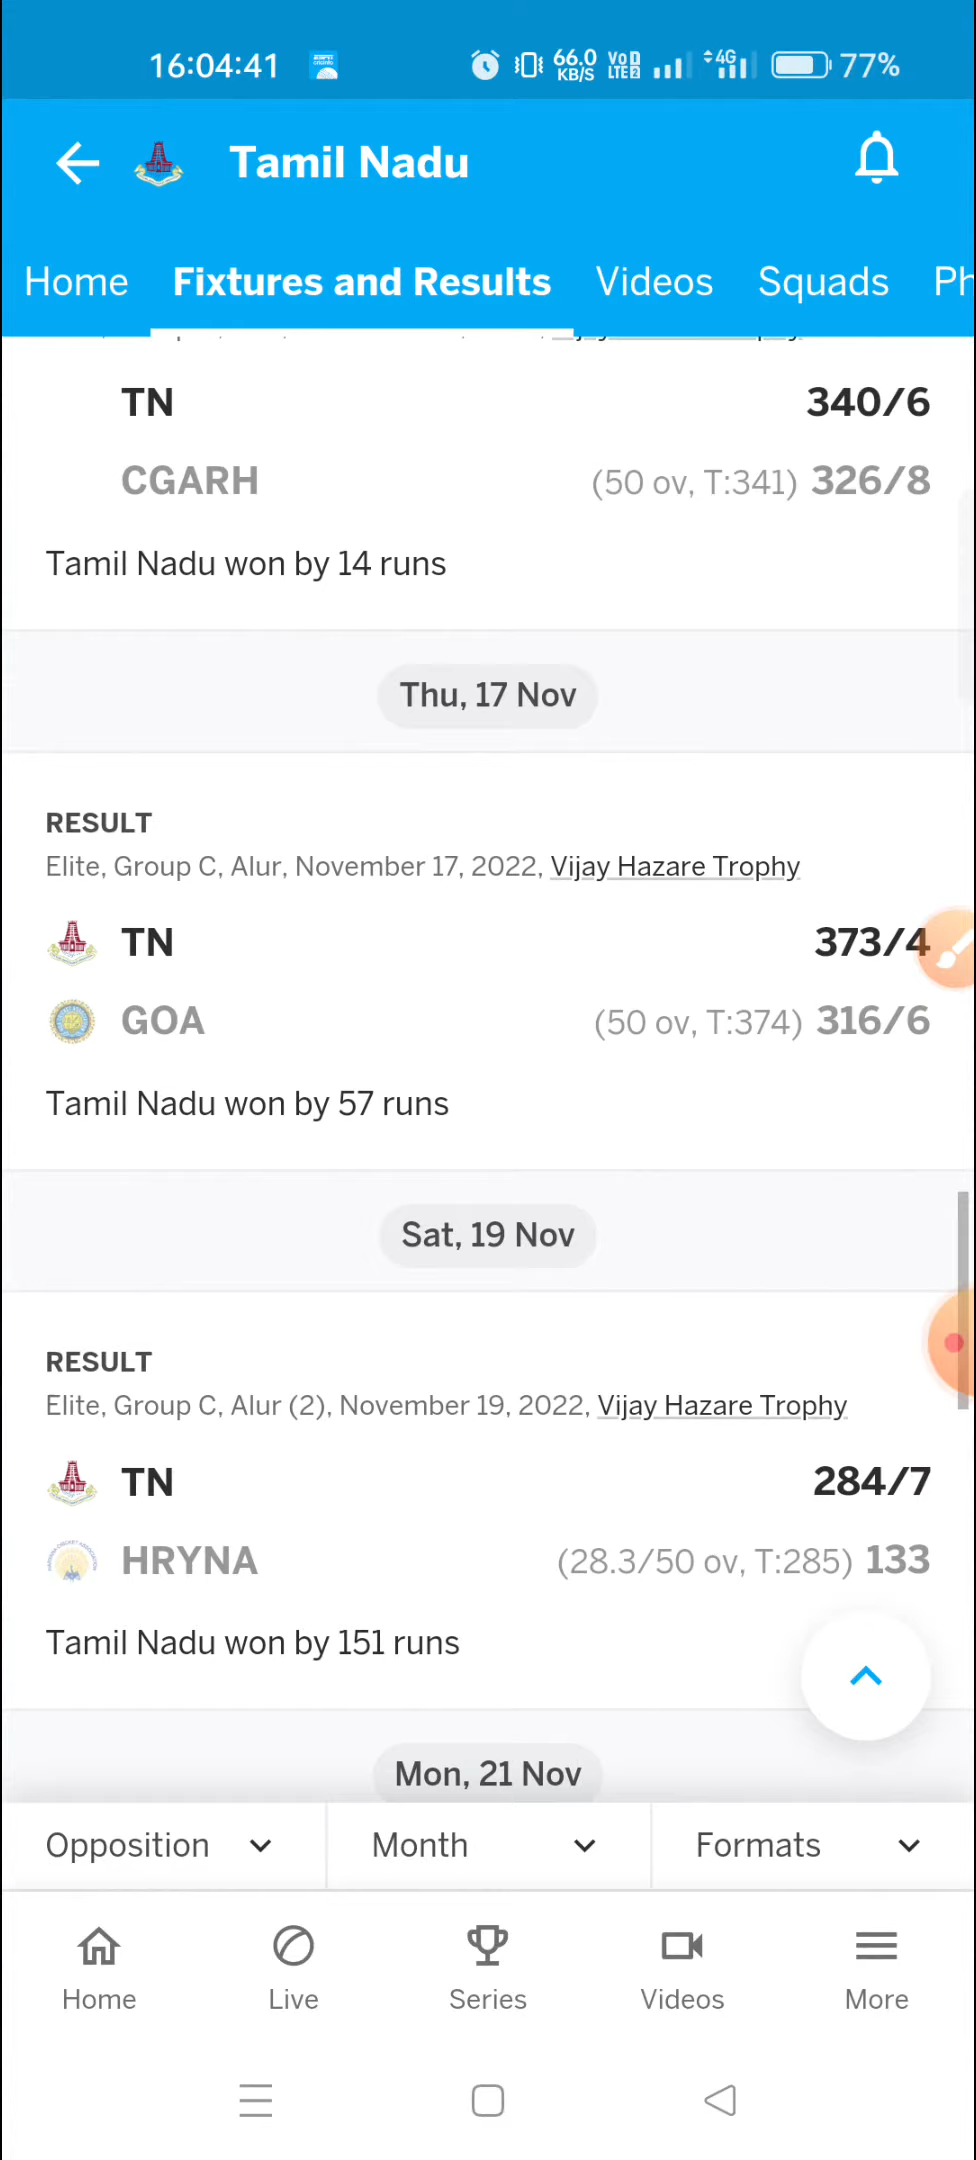 16:04:41 66.0 KB/S VoD LTE2 4G 77%
Tamil Nadu
Home Fixtures and Results Videos Squads Ph
TN 340/6
CGARH (50 ov, T:341) 326/8
Tamil Nadu won by 14 runs
Thu, 17 Nov
RESULT
Elite, Group C, Alur, November 17, 2022, Vijay Hazare Trophy
TN 373/4
GOA (50 ov, T:374) 316/6
Tamil Nadu won by 57 runs
Sat, 19 Nov
RESULT
Elite, Group C, Alur (2), November 19, 2022, Vijay Hazare Trophy
TN 284/7
HRYNA (28.3/50 ov, T:285) 133
Tamil Nadu won by 151 runs
Mon, 21 Nov
Opposition Month Formats
Home Live Series Videos More